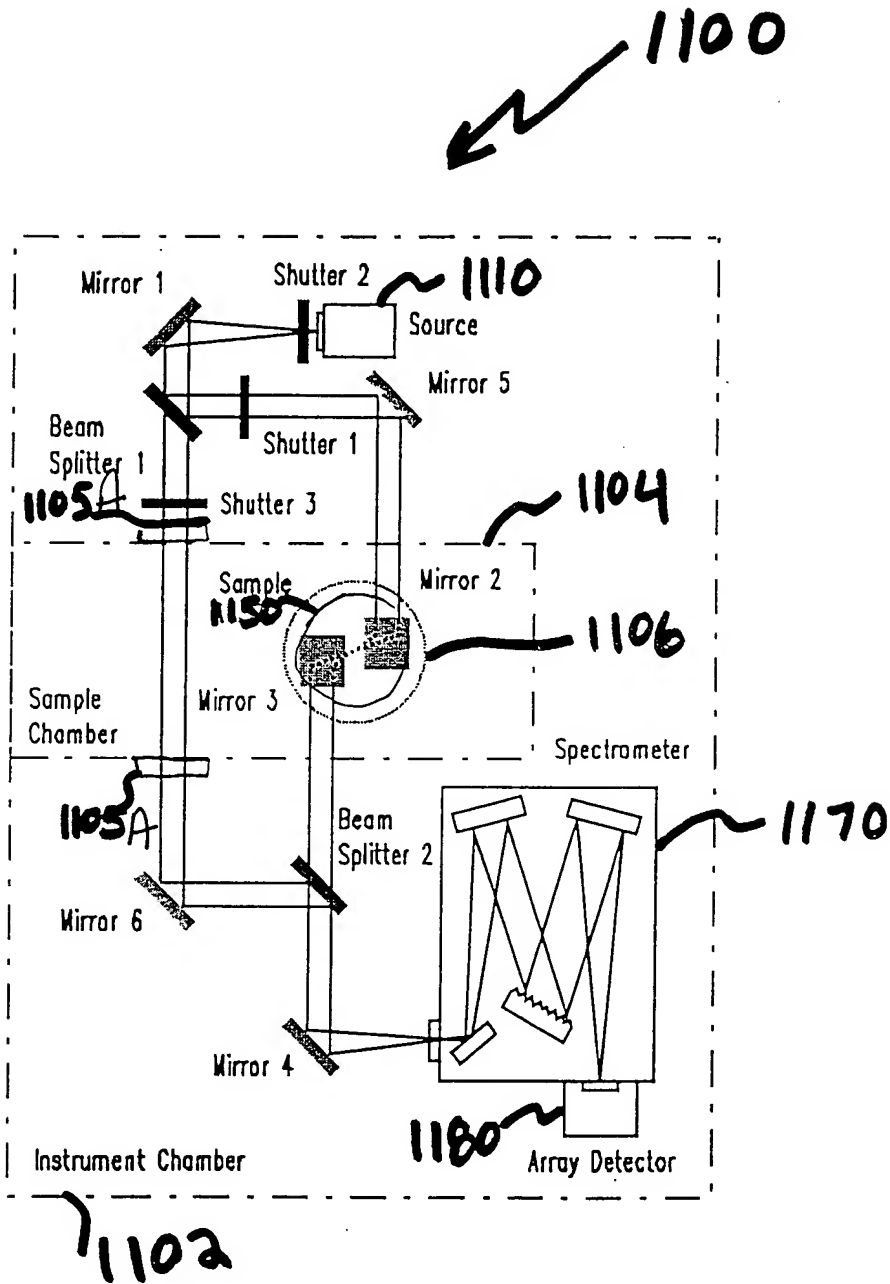 1100
Mirror 1
Shutter 2
1110
Source
Mirror 5
Beam
Splitter 1
Shutter 1
1105A
Shutter 3
1104
Sample
1150
Mirror 2
1106
Mirror 3
Sample
Chamber
Spectrometer
1105A
Beam
Splitter 2
1170
Mirror 6
Mirror 4
1180
Instrument Chamber
Array Detector
1102